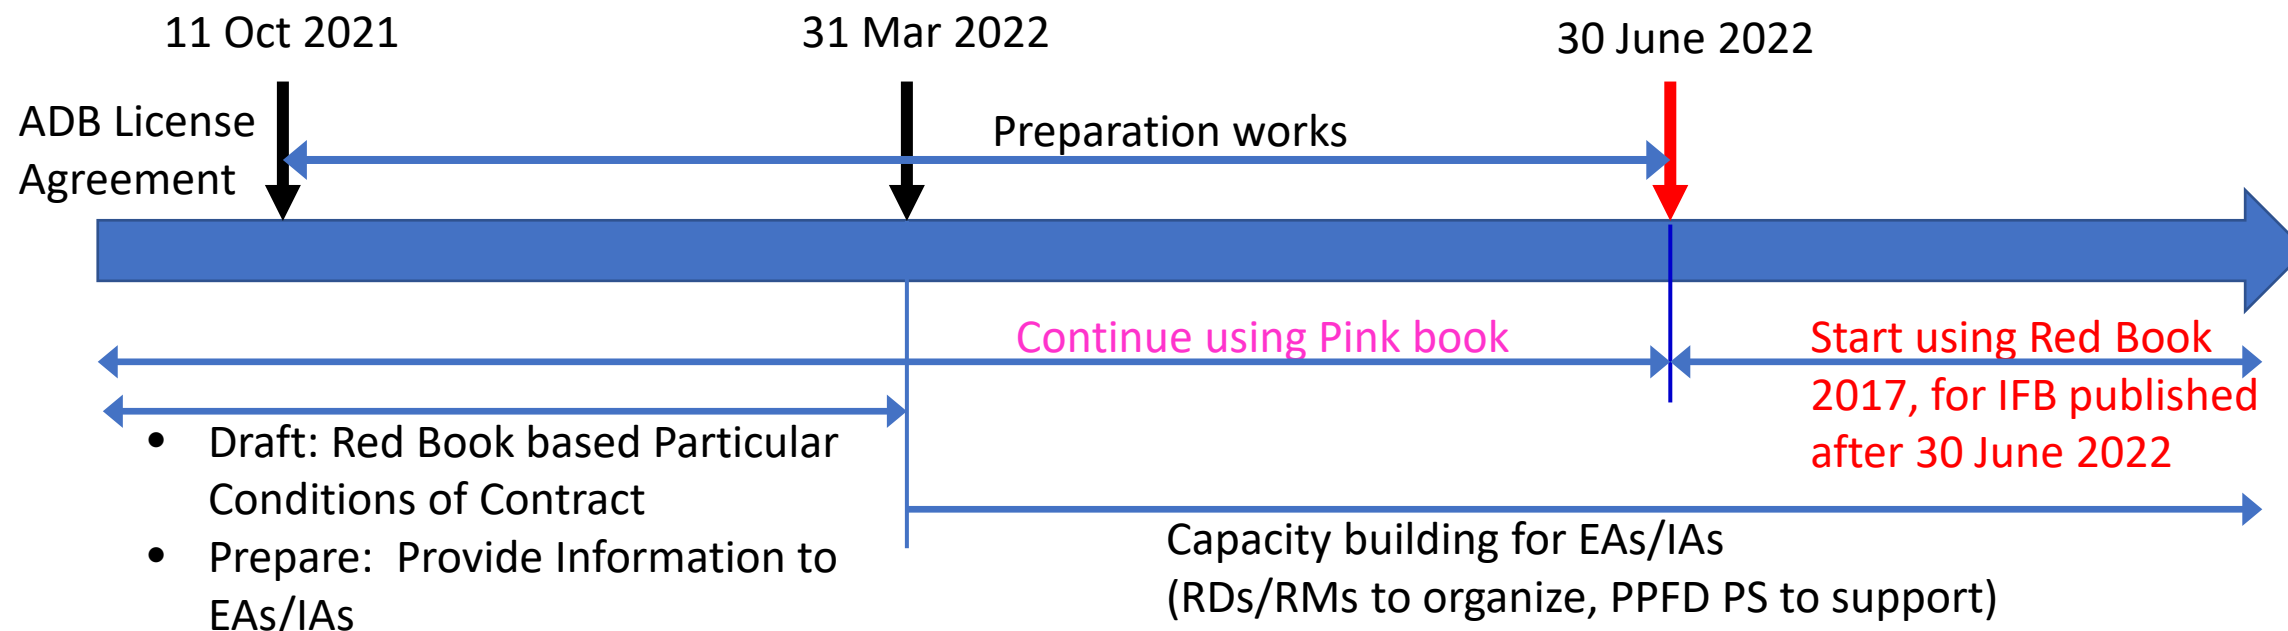 11 Oct 2021
31 Mar 2022
30 June 2022
ADB License
Agreement
Preparation works
Continue using Pink book
Start using Red Book
2017, for IFB published
after 30 June 2022
• Draft: Red Book based Particular
Conditions of Contract
• Prepare: Provide Information to
EAs/IAs
Capacity building for EAs/IAs
(RDs/RMs to organize, PPFD PS to support)